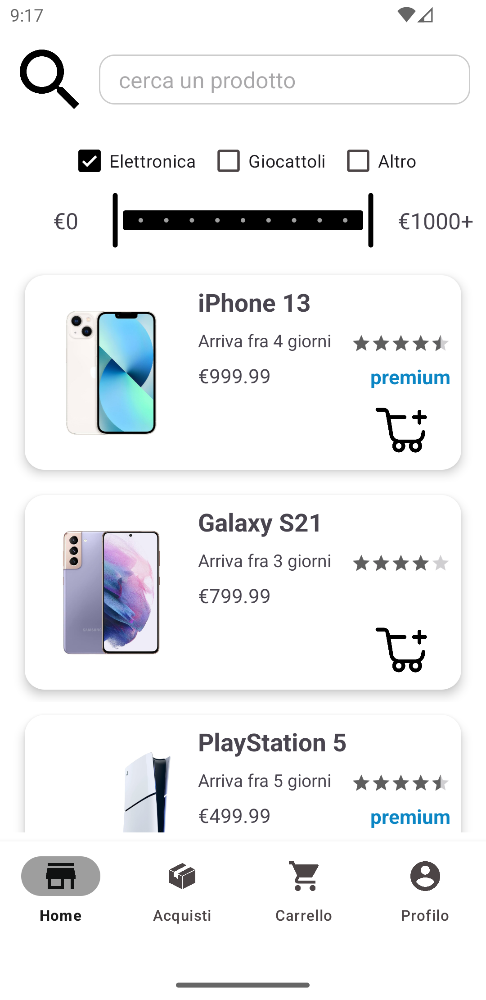 9:17
cerca un prodotto
Elettronica Giocattoli Altro
€0 €1000+
iPhone 13
Arriva fra 4 giorni
€999.99 premium
Galaxy S21
Arriva fra 3 giorni
€799.99
SAMSUNG
PlayStation 5
Arriva fra 5 giorni
€499.99 premium
Home Acquisti Carrello Profilo